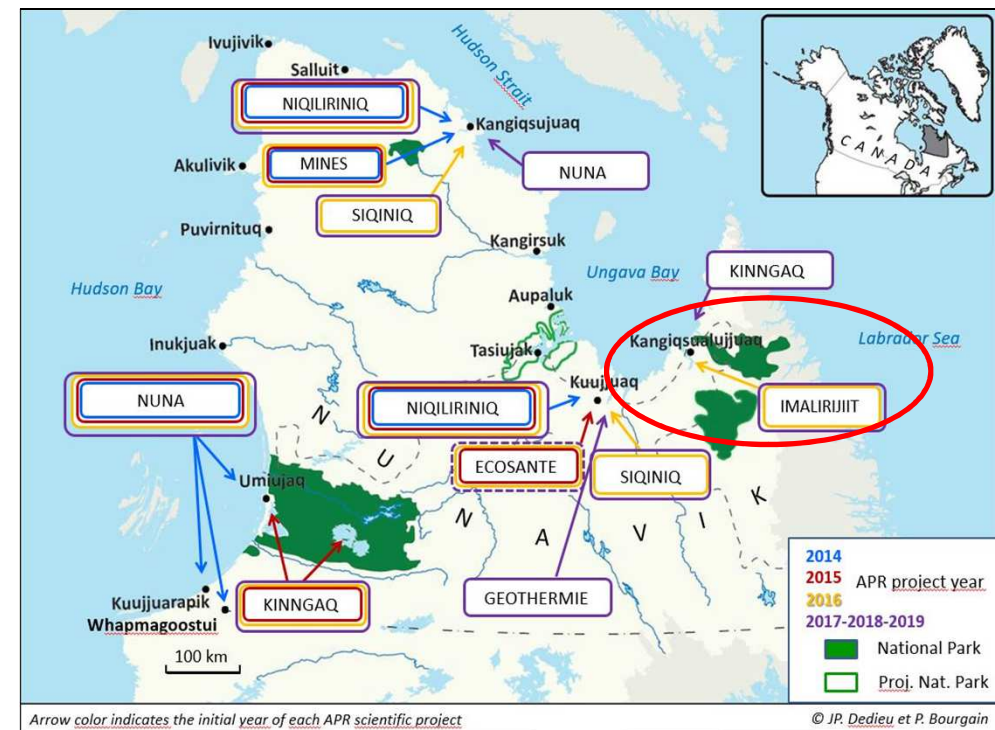 Ivujivik
Salluit
Hudson Strait
NIQILIRINIQ
Kangiqsujuaq
CANADA
Akulivik
MINES
NUNA
SIQINIQ
Puvirnituq
Kangirsuk
Ungava Bay
KINNGAQ
Hudson Bay
Aupaluk
Inukjuak
Tasiujak
Kangiqsualujjuaq
Labrador Sea
Kuujjuaq
NUNA
NIQILIRINIQ
IMALIRIJIIT
ECOSANTE
SIQINIQ
Umiujaq
NUNAVIK
KINNGAQ
GEOTHERMIE
Kuujjuarapik
Whapmagoostui
100 km
2014
2015 APR project year
2016
2017-2018-2019
National Park
Proj. Nat. Park
Arrow color indicates the initial year of each APR scientific project
© JP. Dedieu et P. Bourgain